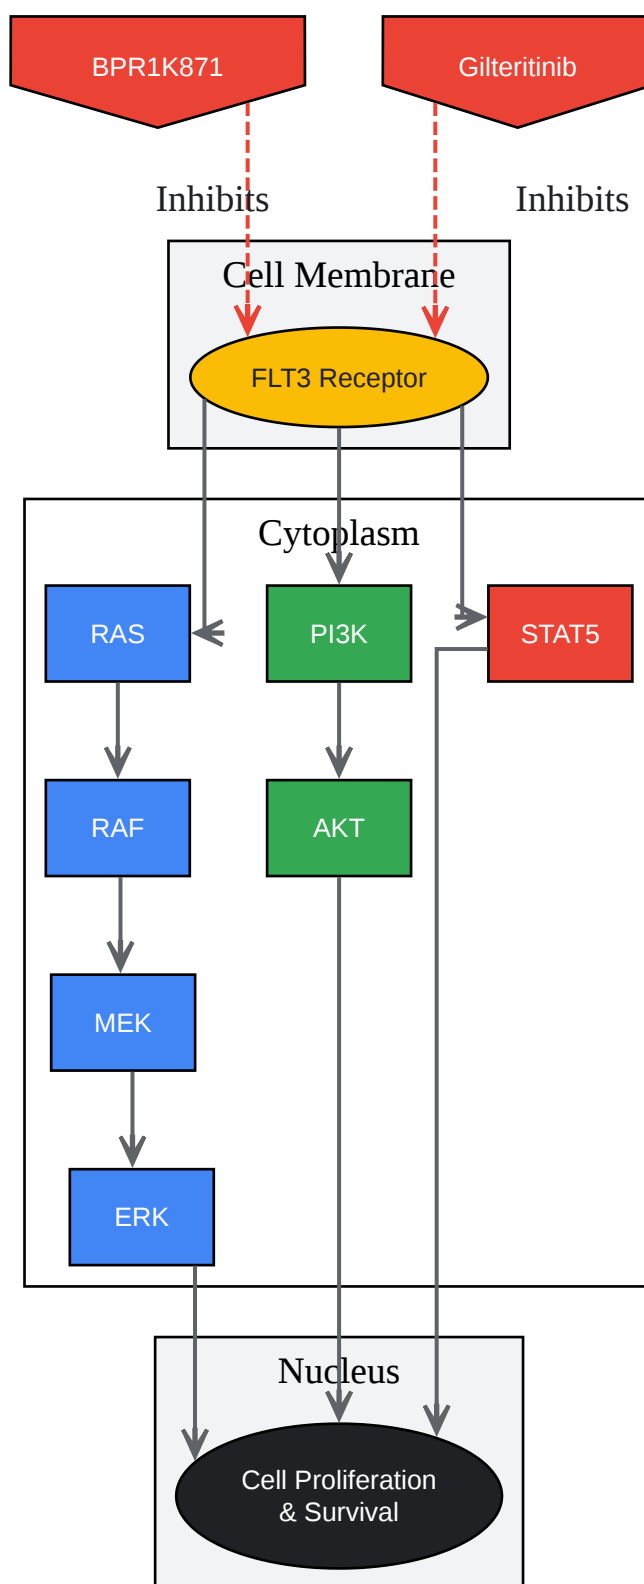 BPR1K871
Gilteritinib
Inhibits
Inhibits
Cell Membrane
FLT3 Receptor
Cytoplasm
RAS
PI3K
STAT5
RAF
AKT
MEK
ERK
Nucleus
Cell Proliferation
& Survival